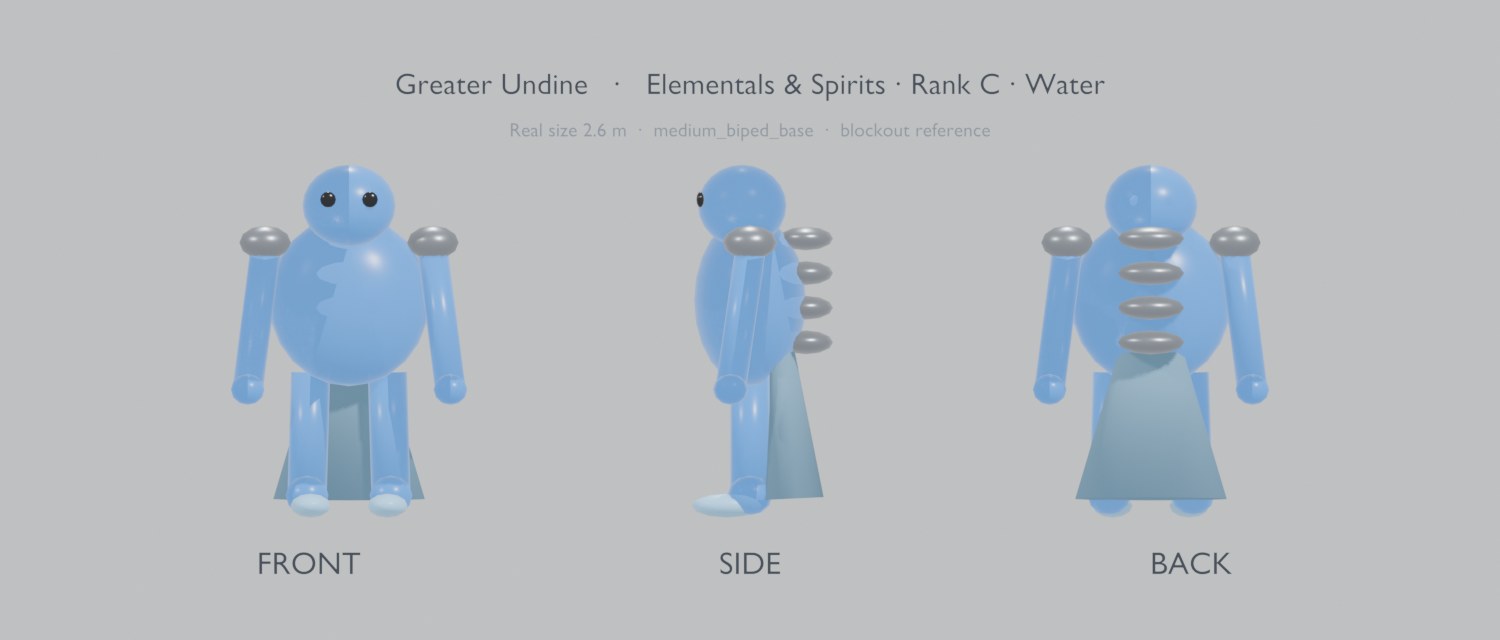 Greater Undine · Elementals & Spirits · Rank C · Water
Real size 2.6 m · medium_biped_base · blockout reference
FRONT SIDE BACK